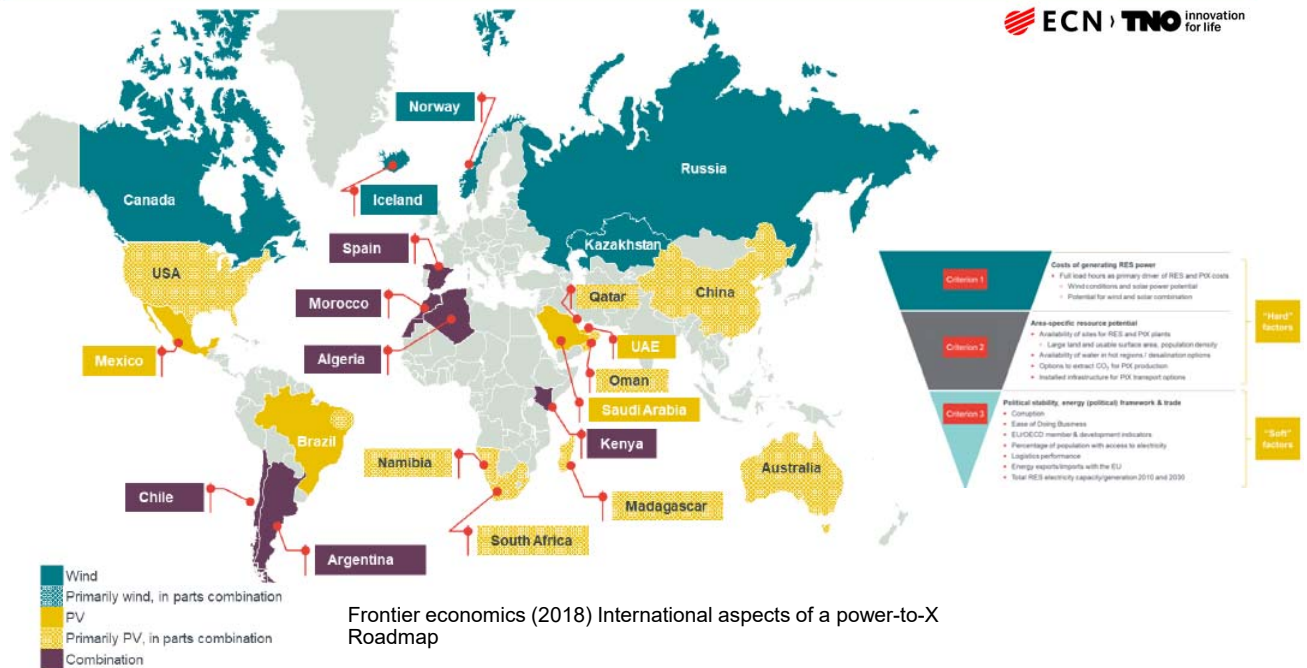 ECN › TNO innovation
for life
Norway
Russia
Canada
Iceland
Kazakhstan
Spain
USA
Qatar
China
Morocco
Algeria
UAE
Mexico
Oman
Saudi Arabia
Brazil
Kenya
Namibia
Australia
Chile
Madagascar
South Africa
Argentina
Criterion 1
Costs of generating RES power
Full load hours as primary driver of RES and PtX costs
Wind conditions and solar power potential
Potential for wind and solar combination
Criterion 2
Area-specific resource potential
Availability of sites for RES and PtX plants
Large land and usable surface area, population density
Availability of water in hot regions / desalination options
Options to extract CO₂ for PtX production
Installed infrastructure for PtX transport options
"Hard"
factors
Criterion 3
Political stability, energy (political) framework & trade
Corruption
Ease of Doing Business
EU/OECD member & development indicators
Percentage of population with access to electricity
Logistics performance
Energy exports/imports with the EU
Total RES electricity capacity/generation 2010 and 2030
"Soft"
factors
Wind
Primarily wind, in parts combination
PV
Primarily PV, in parts combination
Combination
Frontier economics (2018) International aspects of a power-to-X
Roadmap